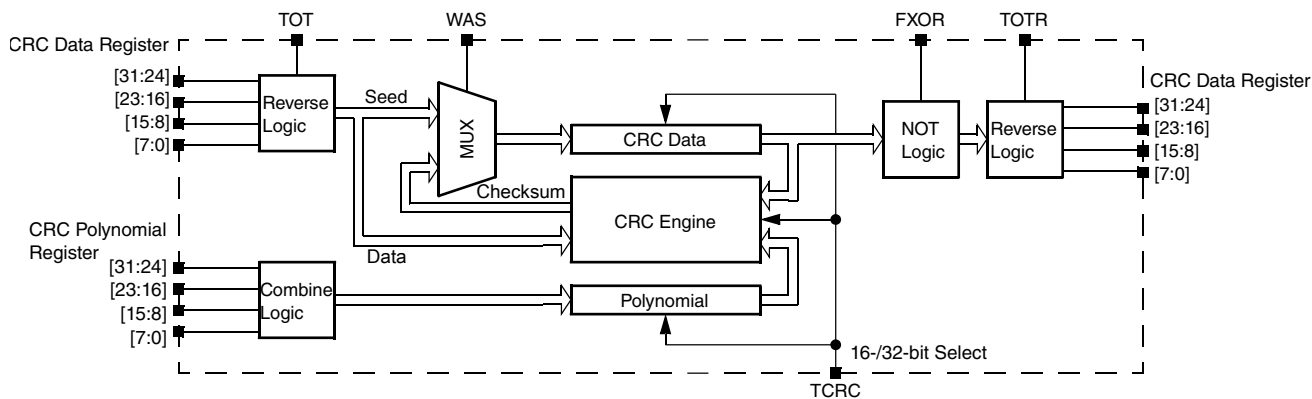 TOT
WAS
FXOR
TOTR
CRC Data Register
[31:24]
[23:16]
[15:8]
[7:0]
Reverse
Logic
Seed
MUX
CRC Data
NOT
Logic
Reverse
Logic
CRC Data Register
[31:24]
[23:16]
[15:8]
[7:0]
Checksum
CRC Engine
Data
CRC Polynomial
Register
[31:24]
[23:16]
[15:8]
[7:0]
Combine
Logic
Polynomial
16-/32-bit Select
TCRC